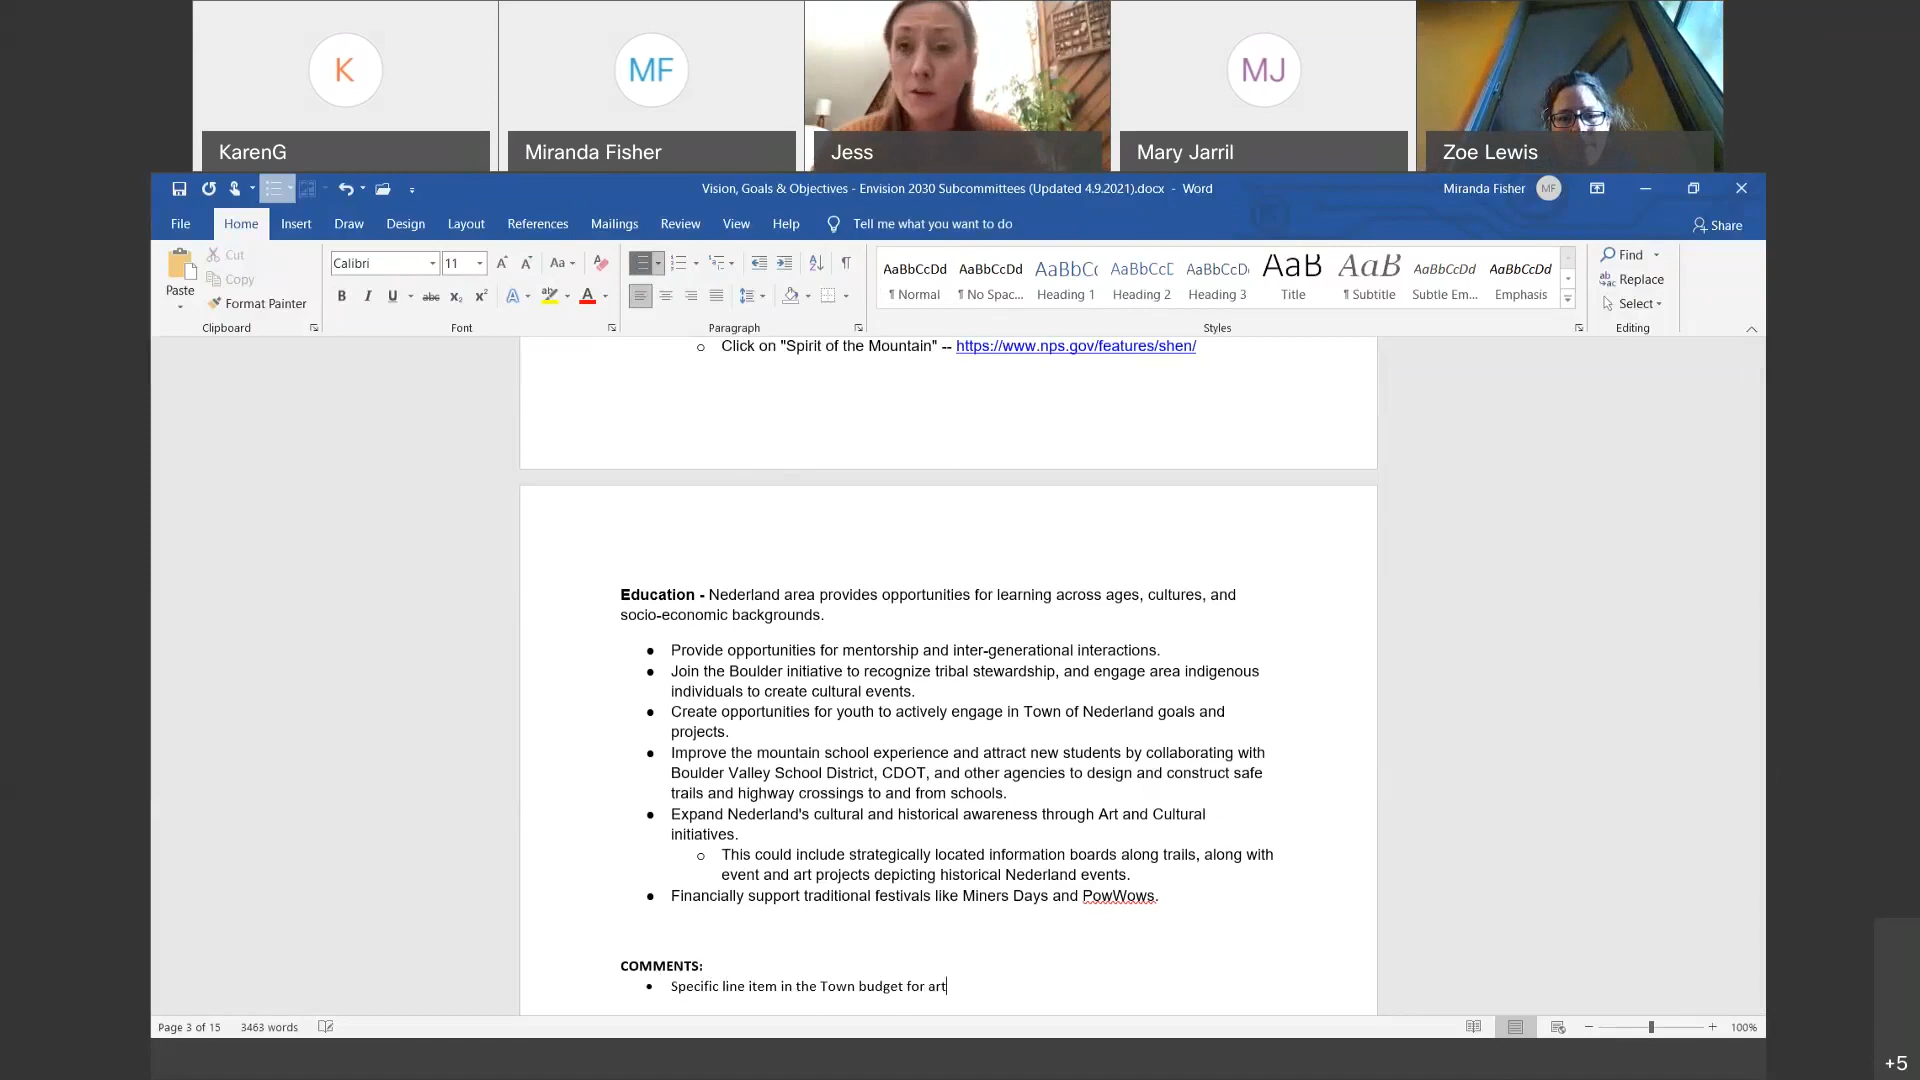 K
MF
MJ
KarenG
Miranda Fisher
Jess
Mary Jarril
Zoe Lewis
Vision, Goals & Objectives - Envision 2030 Subcommittees (Updated 4.9.2021).docx - Word
Miranda Fisher MF
File Home Insert Draw Design Layout References Mailings Review View Help Tell me what you want to do Share
Paste
Cut
Copy
Format Painter
Clipboard
Calibri 11
Font
Paragraph
AaBbCcDd AaBbCcDd AaBbCc AaBbCcD AaBbCcD AaB AaB AaBbCcDd AaBbCcDd
¶ Normal ¶ No Spac... Heading 1 Heading 2 Heading 3 Title ¶ Subtitle Subtle Em... Emphasis
Styles
Find
Replace
Select
Editing
o Click on "Spirit of the Mountain" -- https://www.nps.gov/features/shen/
Education - Nederland area provides opportunities for learning across ages, cultures, and
socio-economic backgrounds.
● Provide opportunities for mentorship and inter-generational interactions.
● Join the Boulder initiative to recognize tribal stewardship, and engage area indigenous
individuals to create cultural events.
● Create opportunities for youth to actively engage in Town of Nederland goals and
projects.
● Improve the mountain school experience and attract new students by collaborating with
Boulder Valley School District, CDOT, and other agencies to design and construct safe
trails and highway crossings to and from schools.
● Expand Nederland's cultural and historical awareness through Art and Cultural
initiatives.
o This could include strategically located information boards along trails, along with
event and art projects depicting historical Nederland events.
● Financially support traditional festivals like Miners Days and PowWows.
COMMENTS:
• Specific line item in the Town budget for art
Page 3 of 15 3463 words 100%
+5